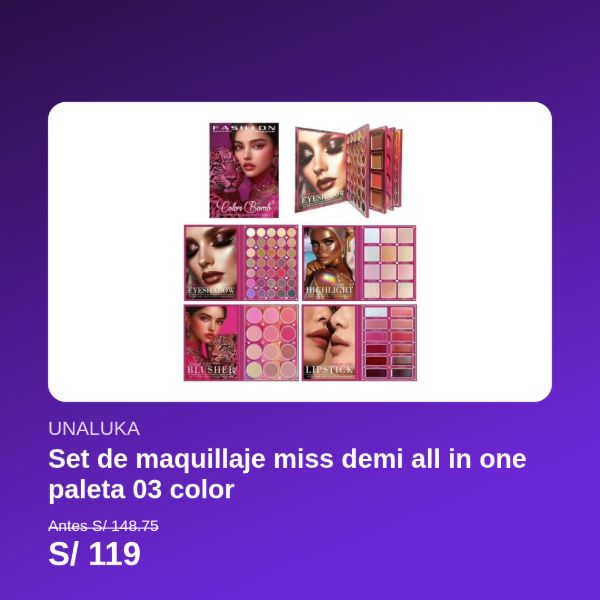 FASHION
Color Bomb
EYESHADOW
EYESHADOW
HIGHLIGHT
BLUSHER
LIPSTICK
UNALUKA
Set de maquillaje miss demi all in one
paleta 03 color
Antes S/ 148.75
S/ 119